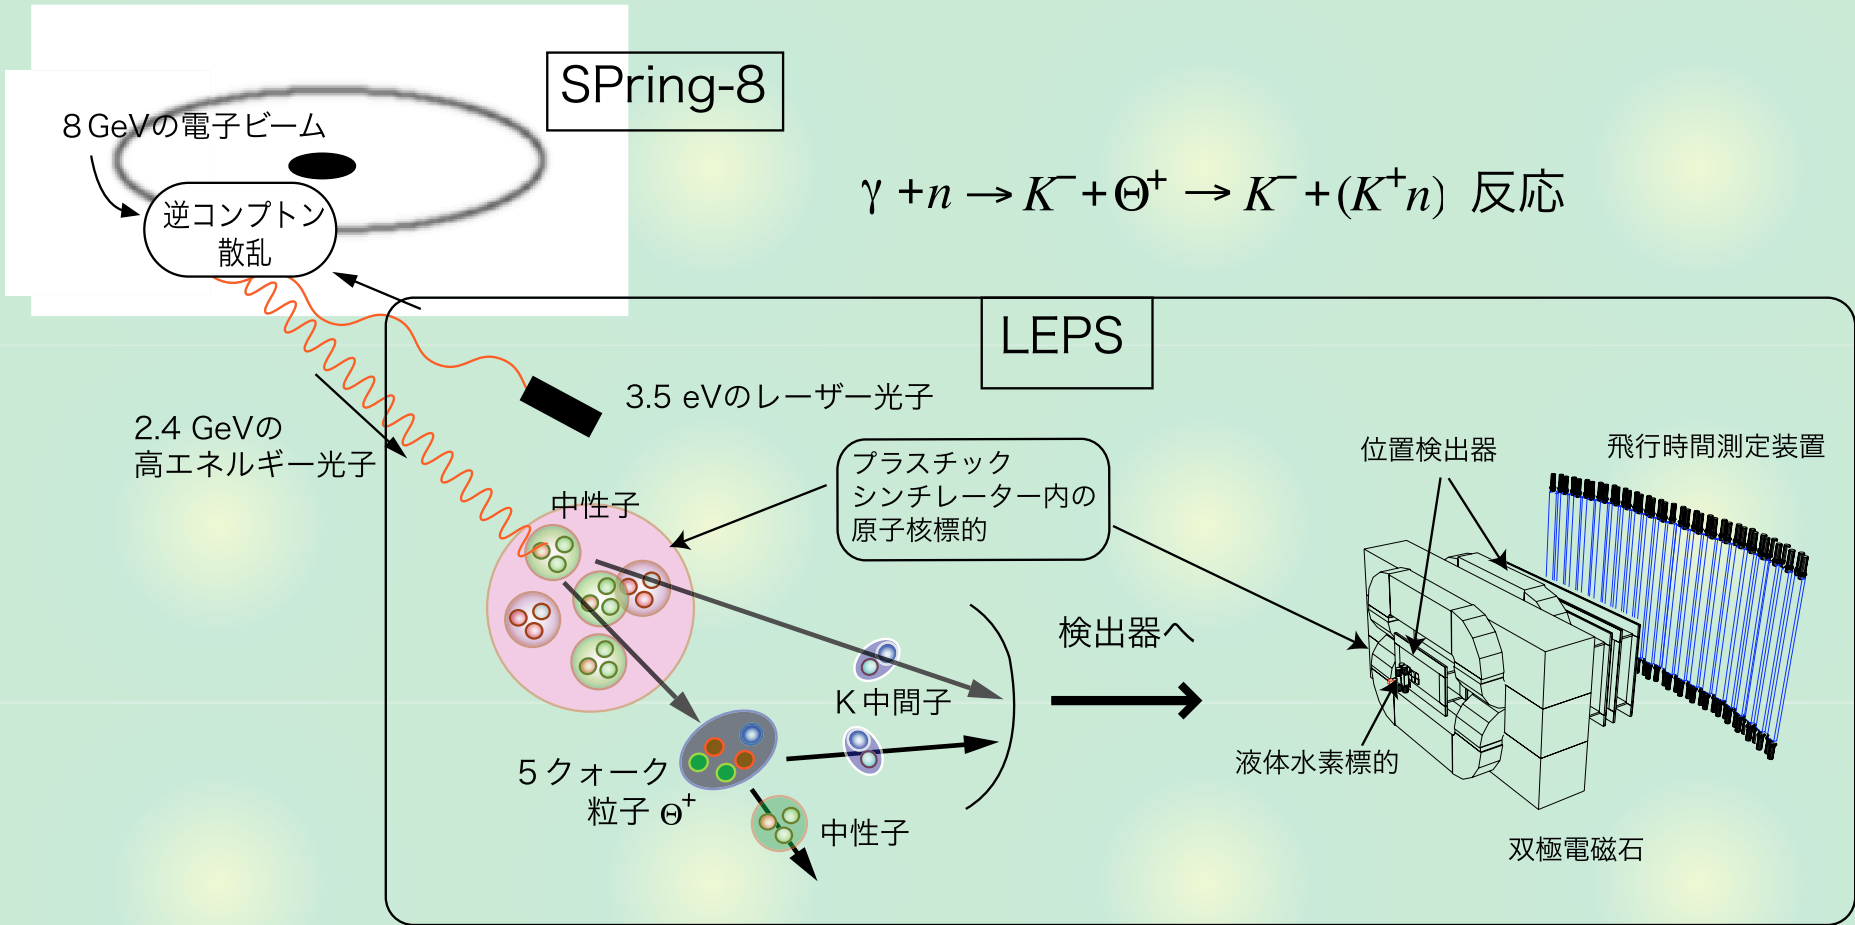 SPring-8
8 GeVの電子ビーム
逆コンプトン
散乱
γ + n → K⁻ + Θ⁺ → K⁻ + (K⁺n) 反応
LEPS
3.5 eVのレーザー光子
2.4 GeVの
高エネルギー光子
中性子
プラスチック
シンチレーター内の
原子核標的
位置検出器
飛行時間測定装置
検出器へ
K 中間子
5 クォーク
粒子 Θ⁺
中性子
液体水素標的
双極電磁石